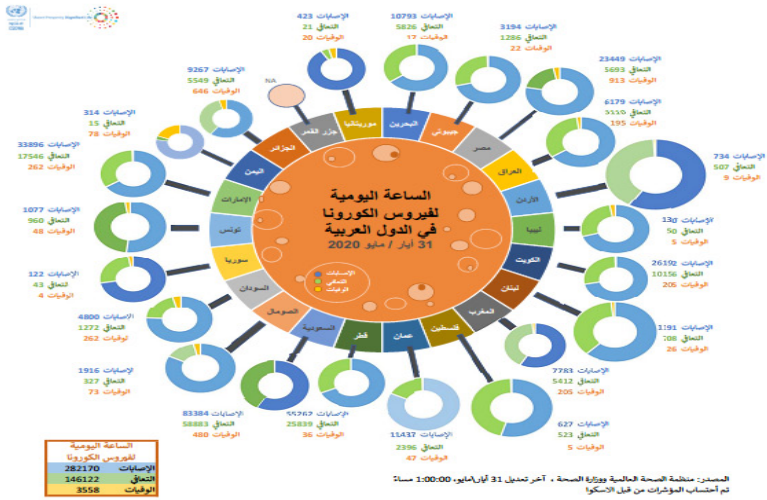 الإصابات 423
التعافي 21
الوفيات 20
الإصابات 10793
التعافي 5826
الوفيات 17
الإصابات 3194
التعافي 1286
الوفيات 22
الإصابات 23449
التعافي 5693
الوفيات 913
الإصابات 6179
التعافي
الوفيات 195
الإصابات 734
التعافي 507
الوفيات 9
الإصابات
التعافي 50
الوفيات 5
الإصابات
التعافي 10156
الوفيات 205
الإصابات
التعافي
الوفيات 26
الإصابات 7783
التعافي 5412
الوفيات 205
الإصابات 627
التعافي 523
الوفيات 5
الإصابات 11437
التعافي 2396
الوفيات 47
الإصابات 55262
التعافي 25839
الوفيات 36
الإصابات 83384
التعافي 58883
الوفيات 480
الإصابات 1916
التعافي 327
الوفيات 73
الإصابات 4800
التعافي 1272
262
الإصابات 122
التعافي 43
الوفيات 4
الإصابات 1077
التعافي 960
الوفيات 48
الإصابات 33896
التعافي 17546
الوفيات 262
الإصابات 314
التعافي 15
الوفيات 78
الإصابات 9267
التعافي 5549
الوفيات 646
NA
جزر القمر
موريتانيا
البحرين
جيبوتي
مصر
العراق
الأردن
ليبيا
الكويت
لبنان
المغرب
فلسطين
عمان
قطر
السعودية
الصومال
السودان
سوريا
تونس
الإمارات
اليمن
الجزائر
الساعة اليومية
لفيروس الكورونا
في الدول العربية
31 أيار / مايو 2020
الإصابات
التعافي
الوفيات
الساعة اليومية
لفيروس الكورونا
الإصابات 282170
التعافي 146122
الوفيات 3558
المصدر: منظمة الصحة العالمية ووزارة الصحة ، آخر تعديل 31 أيار\مايو، 1:00:00 مساءً
تم أحتساب المؤشرات من قبل الاسكوا